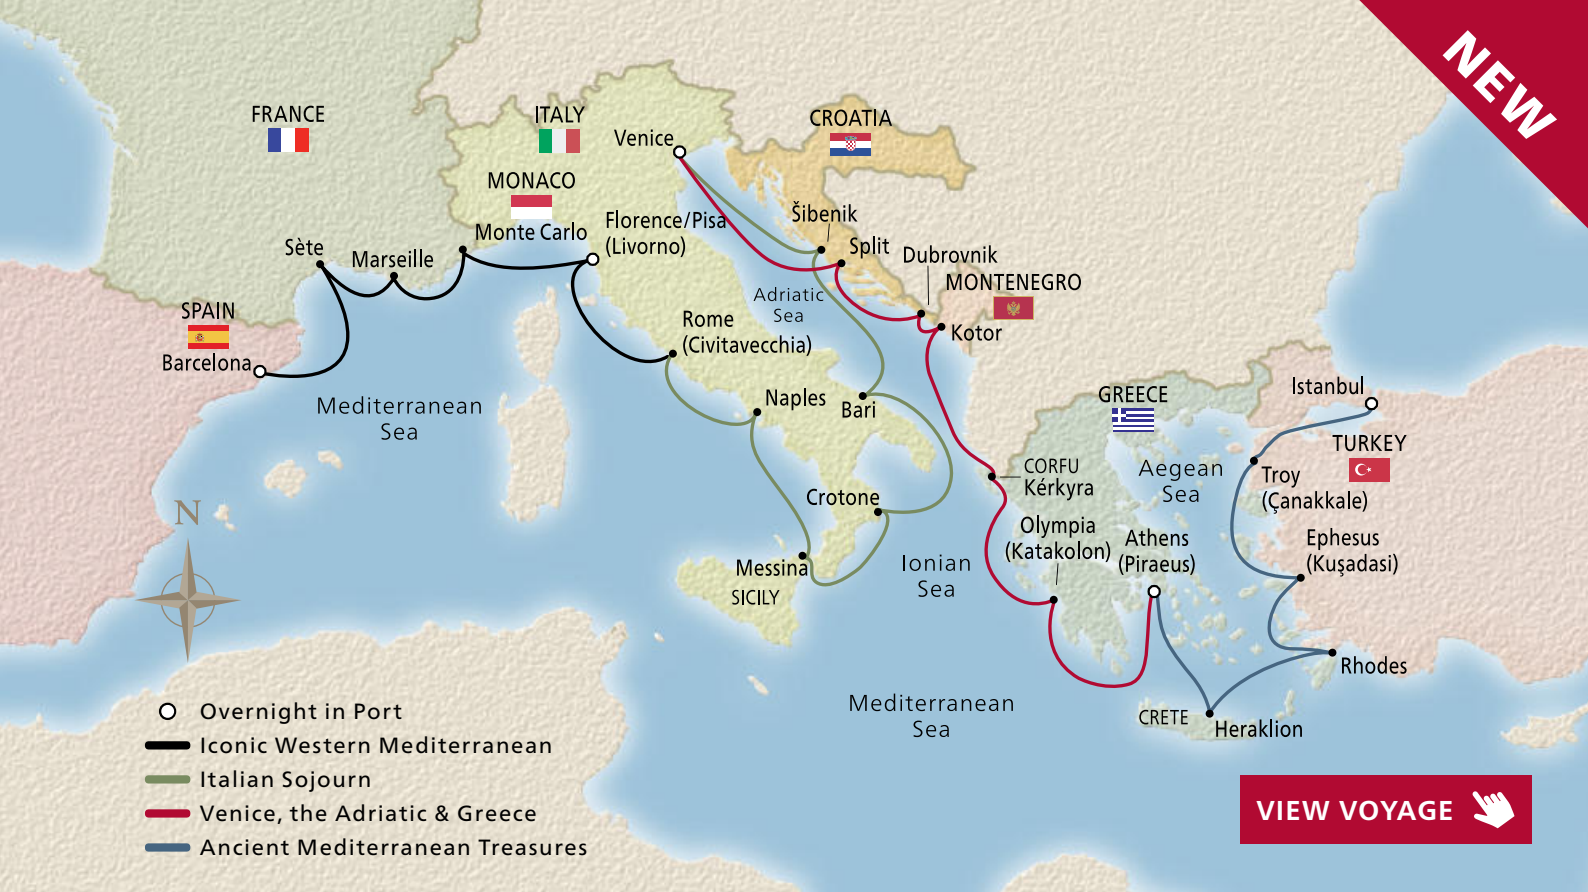 NEW
FRANCE
ITALY
CROATIA
Venice
MONACO
Šibenik
Florence/Pisa
(Livorno)
Monte Carlo
Sète
Marseille
Split
Dubrovnik
MONTENEGRO
Adriatic
Sea
SPAIN
Rome
(Civitavecchia)
Kotor
Barcelona
Mediterranean
Sea
Naples
Bari
GREECE
Istanbul
TURKEY
CORFU
Kérkyra
Aegean
Sea
Troy
(Çanakkale)
Crotone
N
Olympia
(Katakolon)
Athens
(Piraeus)
Ephesus
(Kuşadasi)
Ionian
Sea
Messina
SICILY
Rhodes
Mediterranean
Sea
CRETE
Heraklion
Overnight in Port
Iconic Western Mediterranean
Italian Sojourn
Venice, the Adriatic & Greece
Ancient Mediterranean Treasures
VIEW VOYAGE